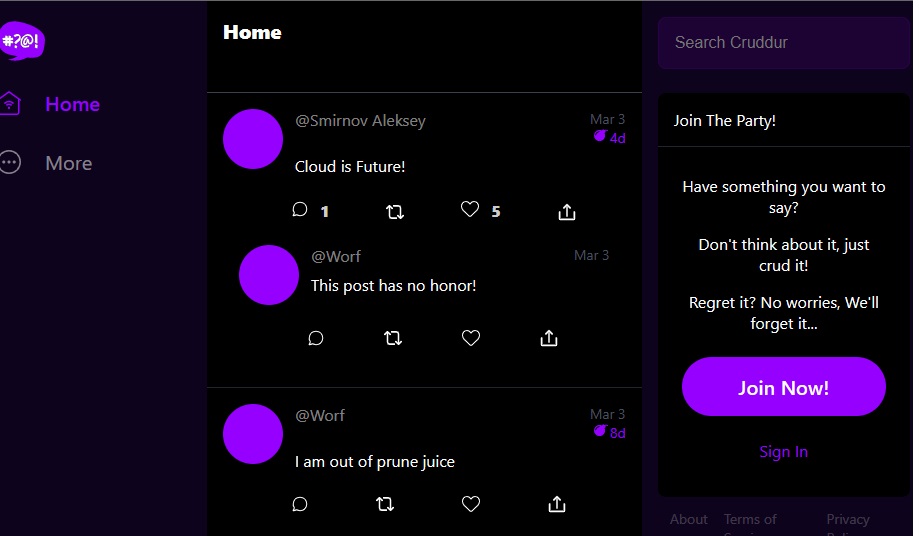 #?@!
Home
More
Home
@Smirnov Aleksey
Mar 3
4d
Cloud is Future!
1
5
@Worf
Mar 3
This post has no honor!
@Worf
Mar 3
8d
I am out of prune juice
Search Cruddur
Join The Party!
Have something you want to
say?
Don't think about it, just
crud it!
Regret it? No worries, We'll
forget it...
Join Now!
Sign In
About
Terms of
Privacy